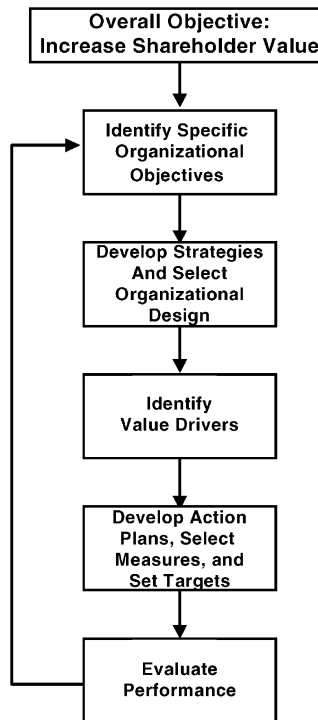 Overall Objective:
Increase Shareholder Value
Identify Specific
Organizational
Objectives
Develop Strategies
And Select
Organizational
Design
Identify
Value Drivers
Develop Action
Plans, Select
Measures, and
Set Targets
Evaluate
Performance